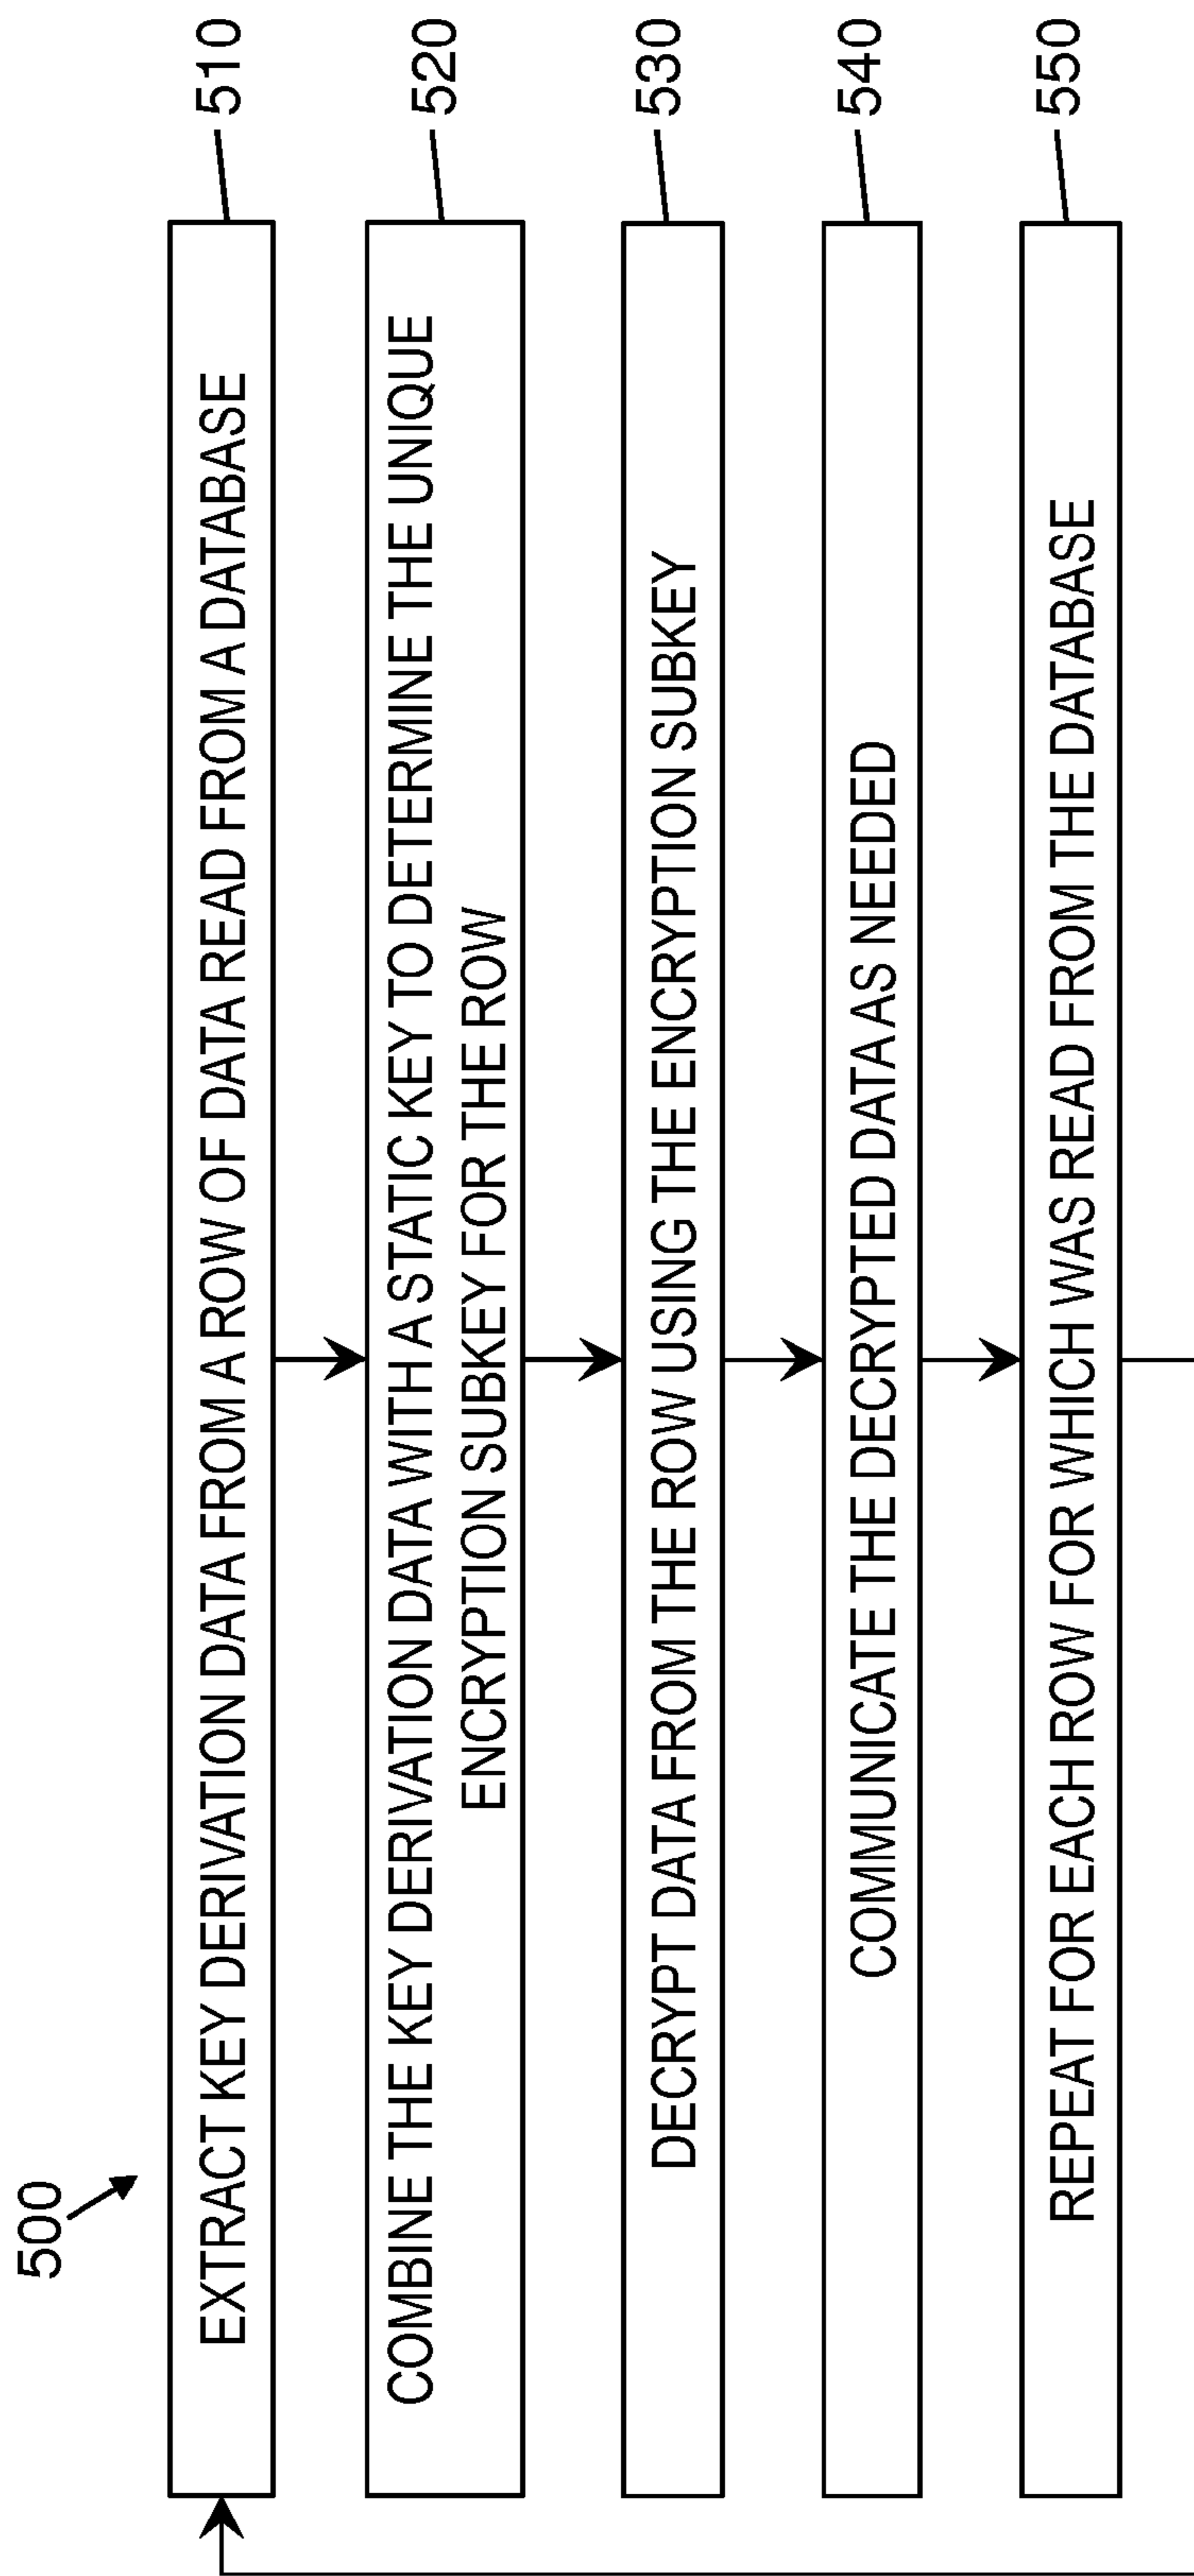 500
EXTRACT KEY DERIVATION DATA FROM A ROW OF DATA READ FROM A DATABASE
510
COMBINE THE KEY DERIVATION DATA WITH A STATIC KEY TO DETERMINE THE UNIQUE
ENCRYPTION SUBKEY FOR THE ROW
520
DECRYPT DATA FROM THE ROW USING THE ENCRYPTION SUBKEY
530
COMMUNICATE THE DECRYPTED DATA AS NEEDED
540
REPEAT FOR EACH ROW FOR WHICH WAS READ FROM THE DATABASE
550